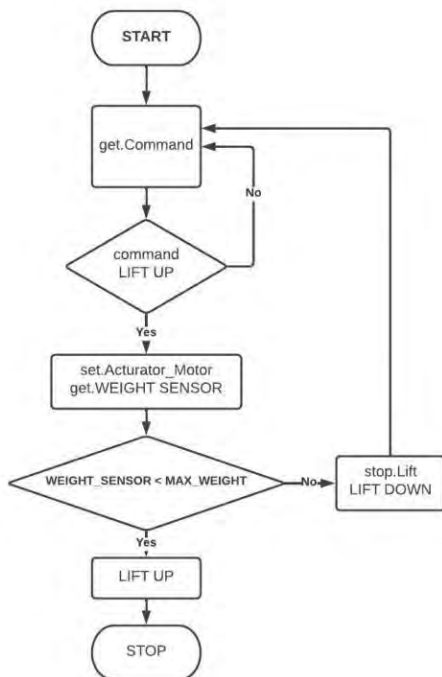 START
get.Command
No
command
LIFT UP
Yes
set.Acturator_Motor
get.WEIGHT SENSOR
WEIGHT_SENSOR < MAX_WEIGHT
No
stop.Lift
LIFT DOWN
Yes
LIFT UP
STOP